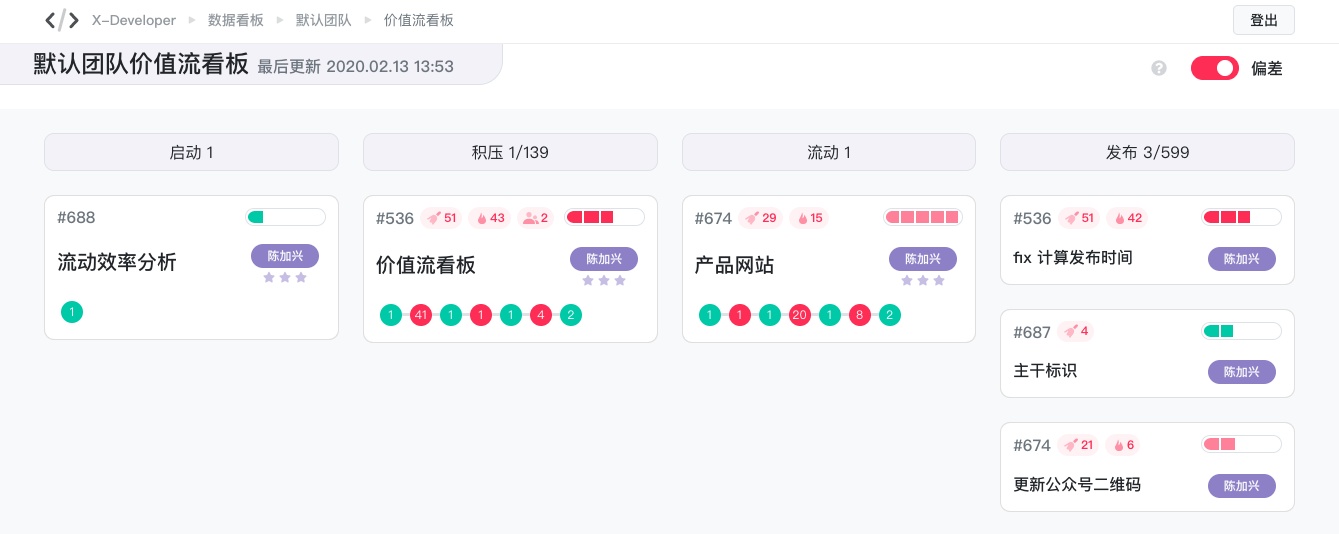 X-Developer 数据看板 默认团队 价值流看板 登出
默认团队价值流看板 最后更新 2020.02.13 13:53 ? 偏差
启动 1
#688
流动效率分析 陈加兴
1
积压 1/139
#536 51 43 2
价值流看板 陈加兴
1 41 1 1 1 4 2
流动 1
#674 29 15
产品网站 陈加兴
1 1 1 20 1 8 2
发布 3/599
#536 51 42
fix 计算发布时间 陈加兴
#687 4
主干标识 陈加兴
#674 21 6
更新公众号二维码 陈加兴